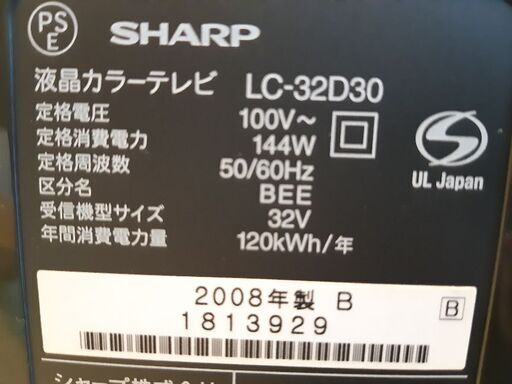 PS
E
SHARP
液晶カラーテレビ LC-32D30
定格電圧 100V～
定格消費電力 144W
定格周波数 50/60Hz
区分名 BEE
受信機型サイズ 32V
年間消費電力量 120kWh/年
UL Japan
2008年製 B
B
1813929